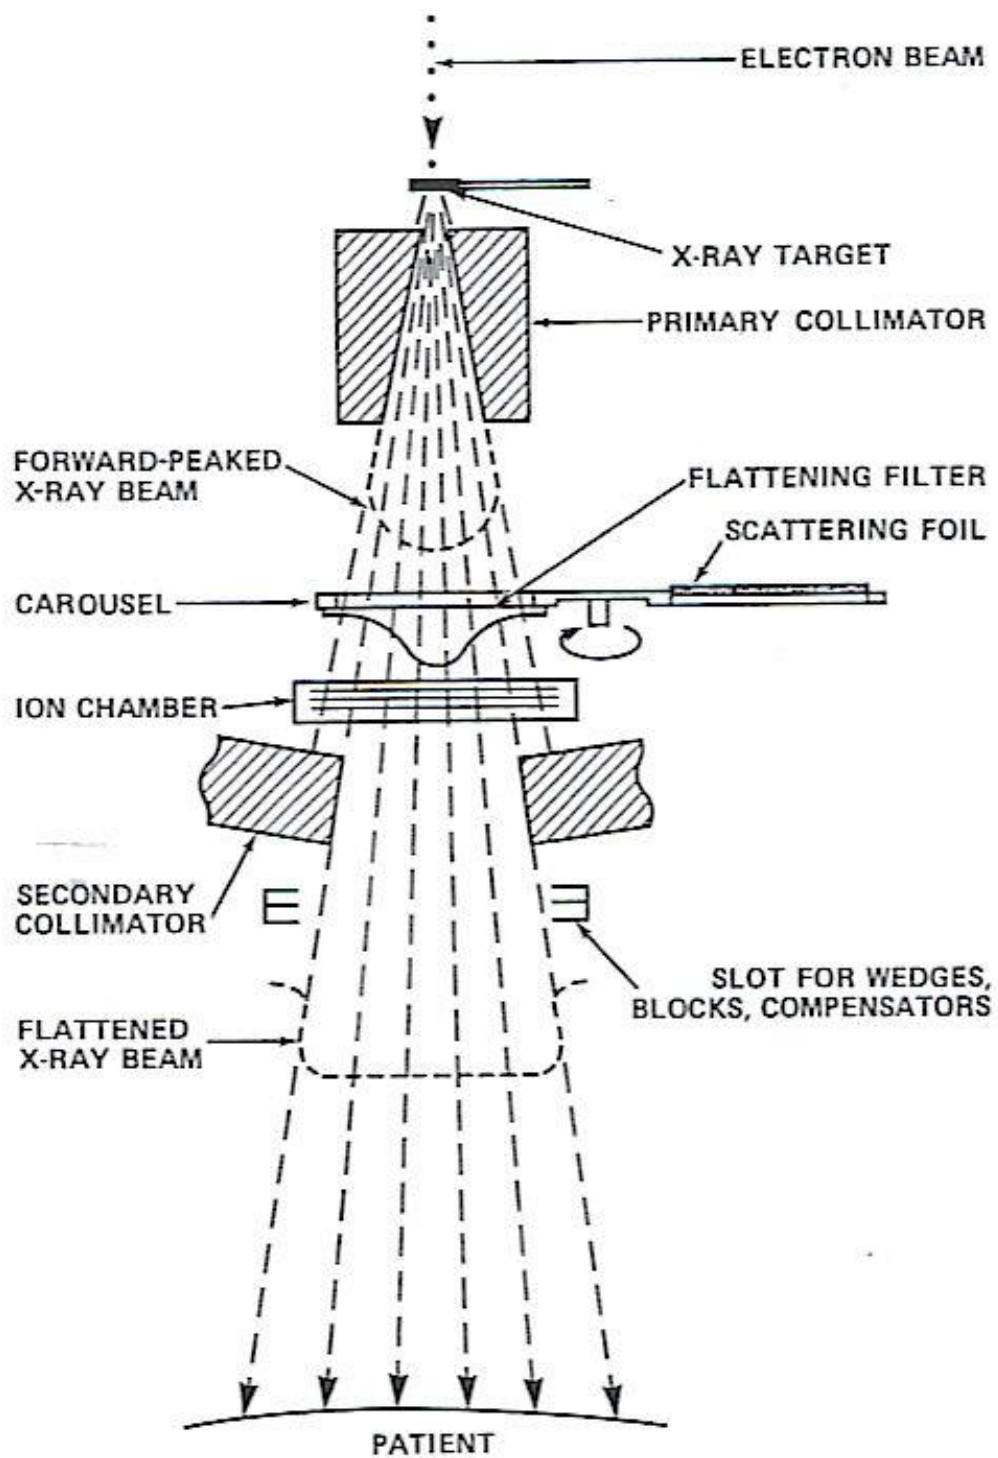 ELECTRON BEAM
X-RAY TARGET
PRIMARY COLLIMATOR
FORWARD-PEAKED
X-RAY BEAM
FLATTENING FILTER
SCATTERING FOIL
CAROUSEL
ION CHAMBER
SECONDARY
COLLIMATOR
SLOT FOR WEDGES,
BLOCKS, COMPENSATORS
FLATTENED
X-RAY BEAM
PATIENT